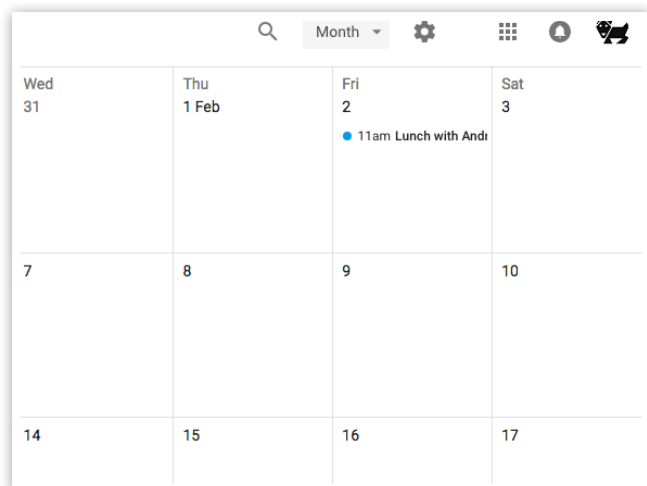 Month
Wed Thu Fri Sat
31 1 Feb 2 3
11am Lunch with Andr
7 8 9 10
14 15 16 17